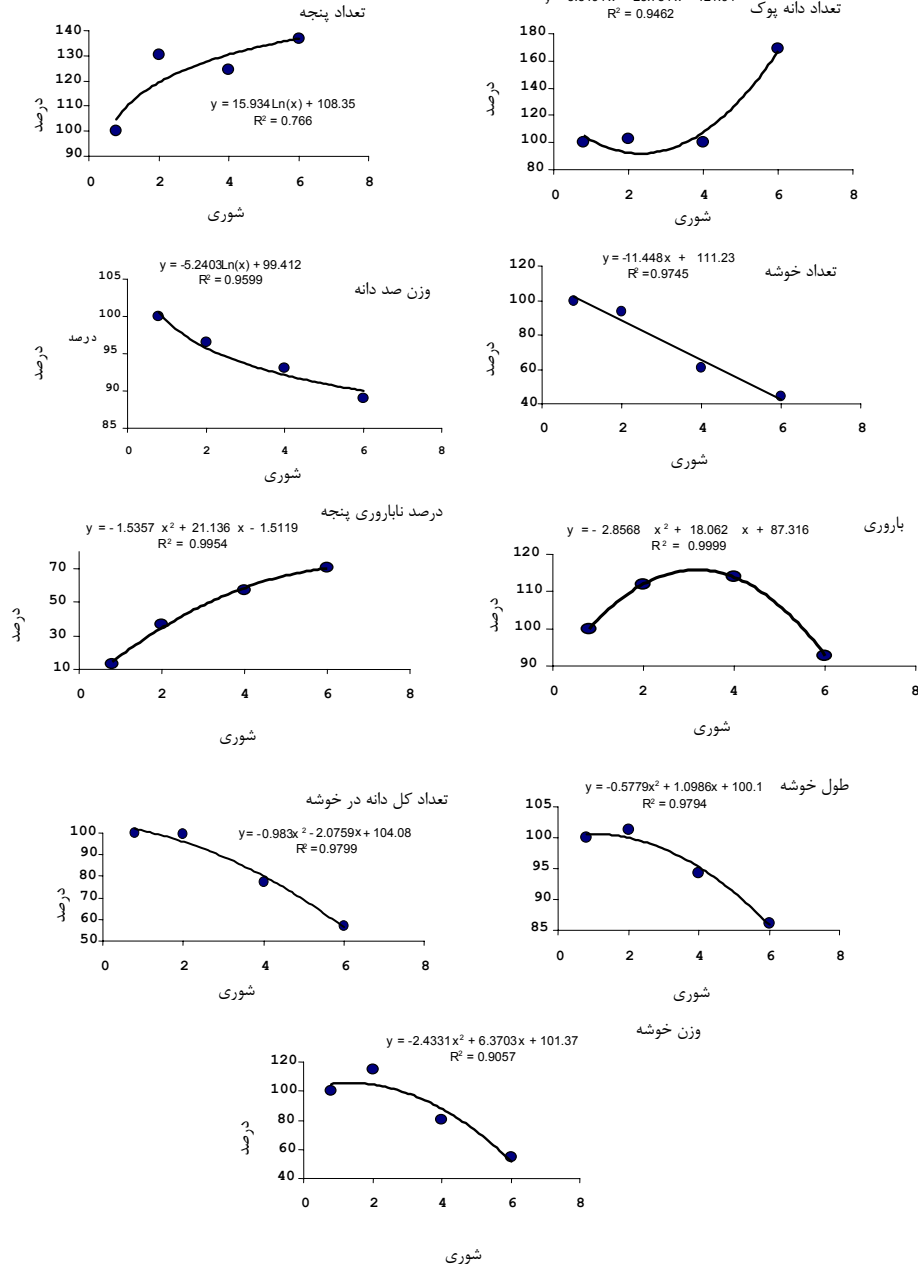 تعداد پنجه
y = 15.934Ln(x) + 108.35
R² = 0.766
140
130
120
110
100
90
0 2 4 6 8
درصد
شوری
تعداد دانه پوک
R² = 0.9462
180
160
140
120
100
80
0 2 4 6 8
درصد
شوری
وزن صد دانه
y = -5.2403Ln(x) + 99.412
R² = 0.9599
105
100
95
90
85
0 2 4 6 8
درصد
درصد
شوری
تعداد خوشه
y = -11.448x + 111.23
R² = 0.9745
120
100
80
60
40
0 2 4 6 8
درصد
شوری
درصد ناباروری پنجه
y = - 1.5357 x² + 21.136 x - 1.5119
R² = 0.9954
70
50
30
10
0 2 4 6 8
درصد
شوری
باروری
y = - 2.8568 x² + 18.062 x + 87.316
R² = 0.9999
120
110
100
90
0 2 4 6 8
درصد
شوری
تعداد کل دانه در خوشه
y = -0.983x² - 2.0759x + 104.08
R² = 0.9799
100
90
80
70
60
50
0 2 4 6 8
درصد
شوری
طول خوشه
y = -0.5779x² + 1.0986x + 100.1
R² = 0.9794
105
100
95
90
85
0 2 4 6 8
شوری
وزن خوشه
y = -2.4331x² + 6.3703x + 101.37
R² = 0.9057
120
100
80
60
40
0 2 4 6 8
درصد
شوری